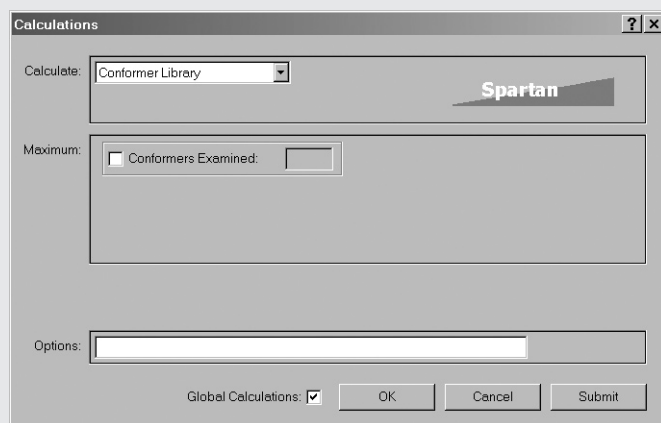 Calculations
Calculate: Conformer Library
Spartan
Maximum: Conformers Examined:
Options:
Global Calculations: OK Cancel Submit